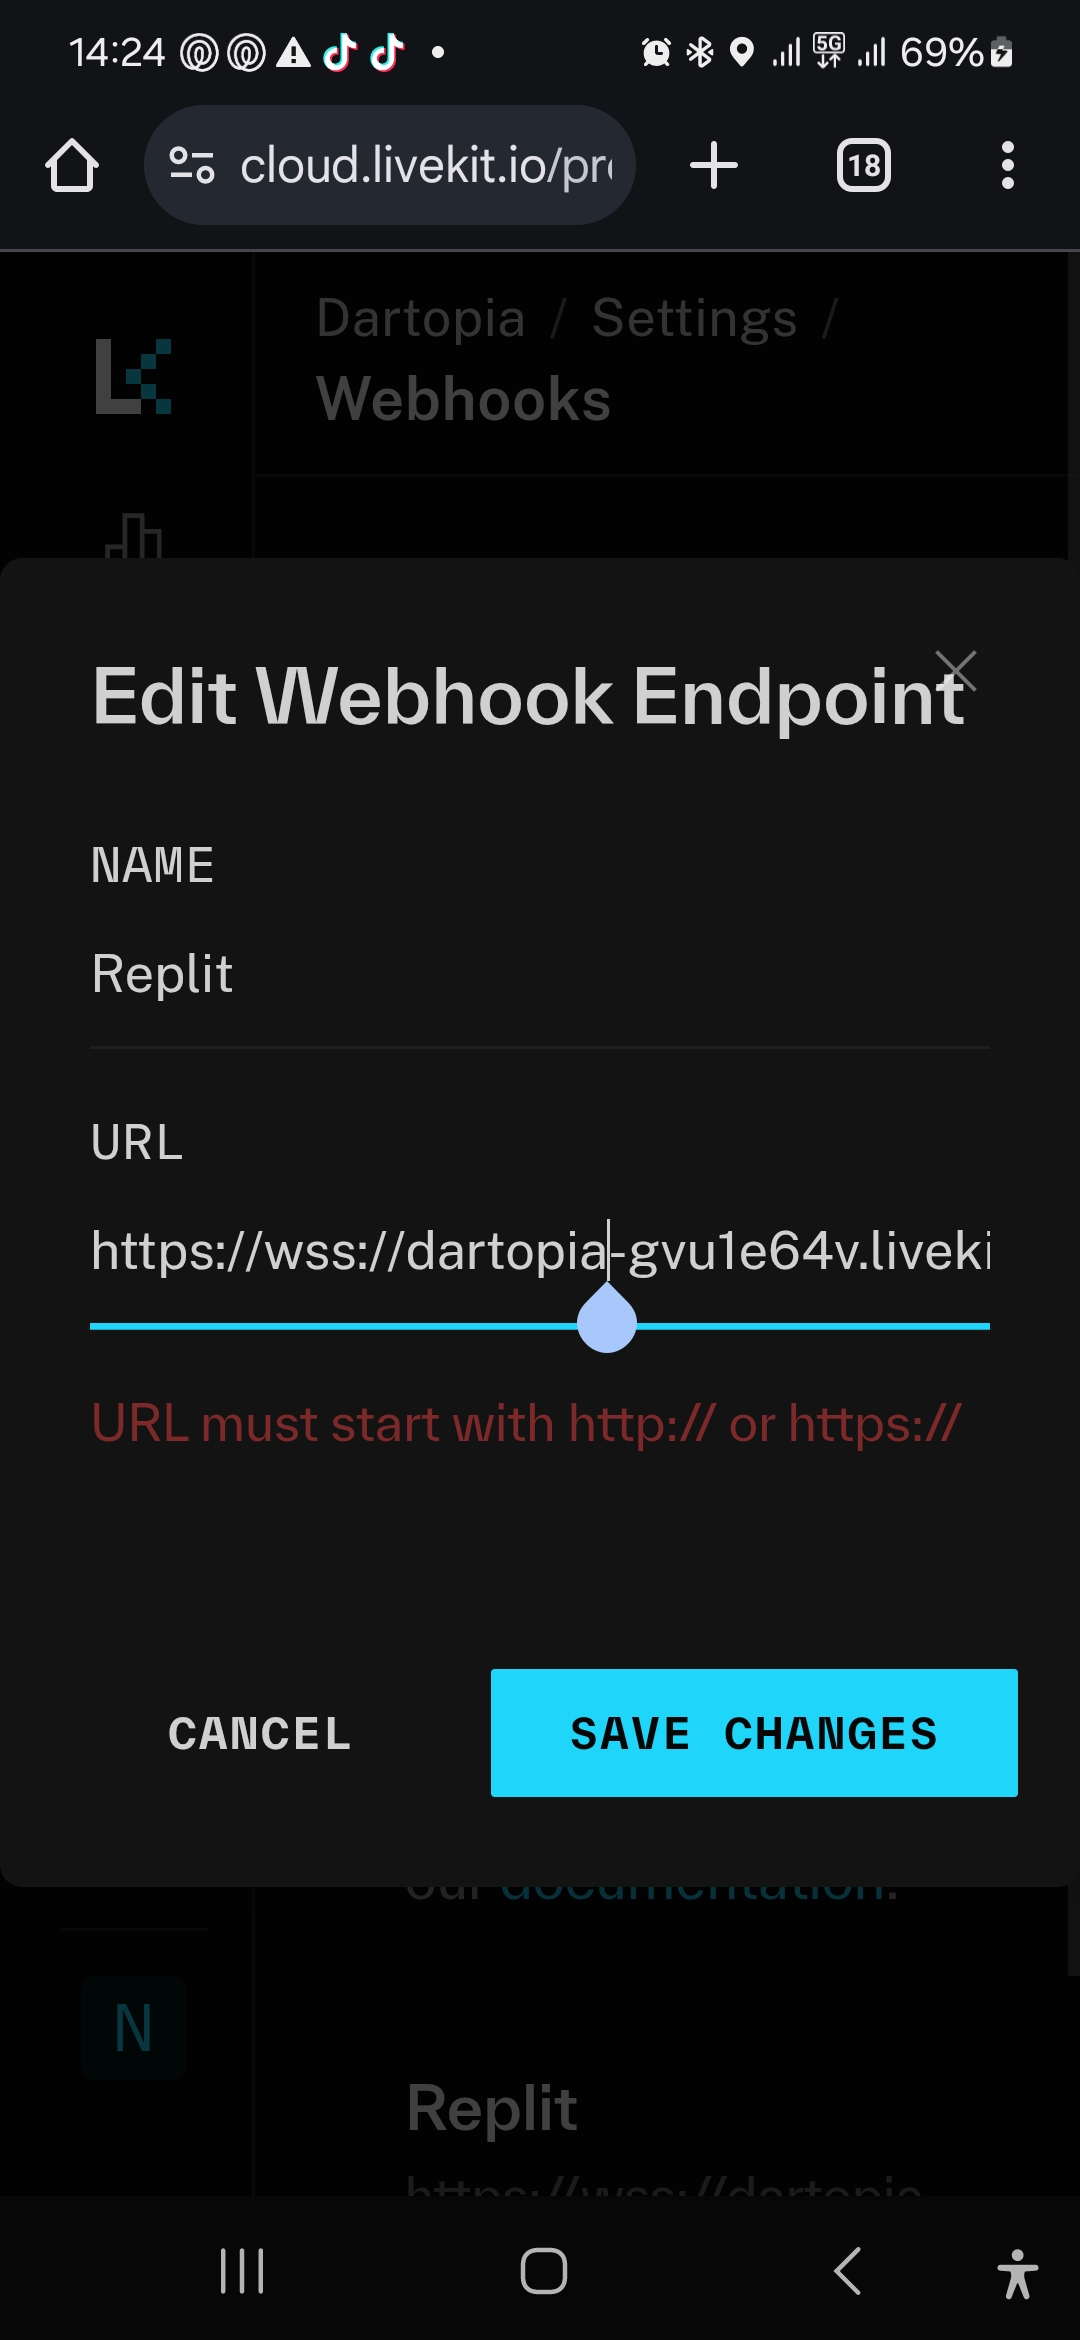 14:24
5G
69%
cloud.livekit.io/pr
18
Dartopia / Settings /
Webhooks
Edit Webhook Endpoint
NAME
Replit
URL
https://wss://dartopia-gvu1e64v.liveki
URL must start with http:// or https://
CANCEL
SAVE CHANGES
our documentation.
N
Replit
https://wss://dartopia